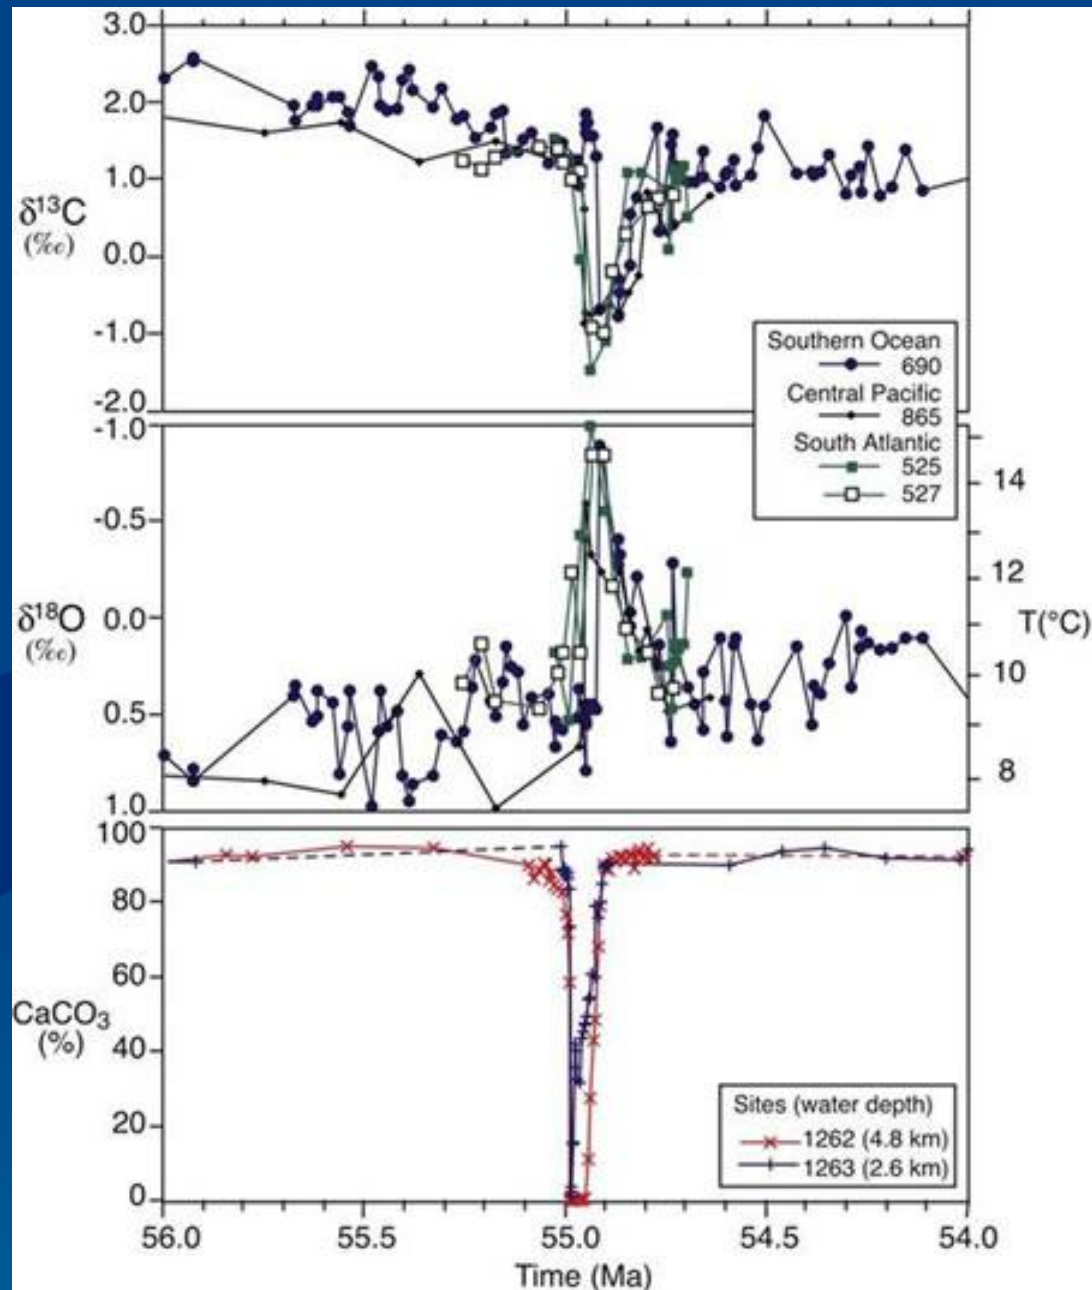 3.0
2.0
1.0
0.0
-1.0
-2.0
δ¹³C
(‰)
Southern Ocean
690
Central Pacific
865
South Atlantic
525
527
-1.0
-0.5
0.0
0.5
1.0
δ¹⁸O
(‰)
14
12
10
8
T(°C)
100
80
60
40
20
0
CaCO₃
(%)
Sites (water depth)
1262 (4.8 km)
1263 (2.6 km)
56.0 55.5 55.0 54.5 54.0
Time (Ma)